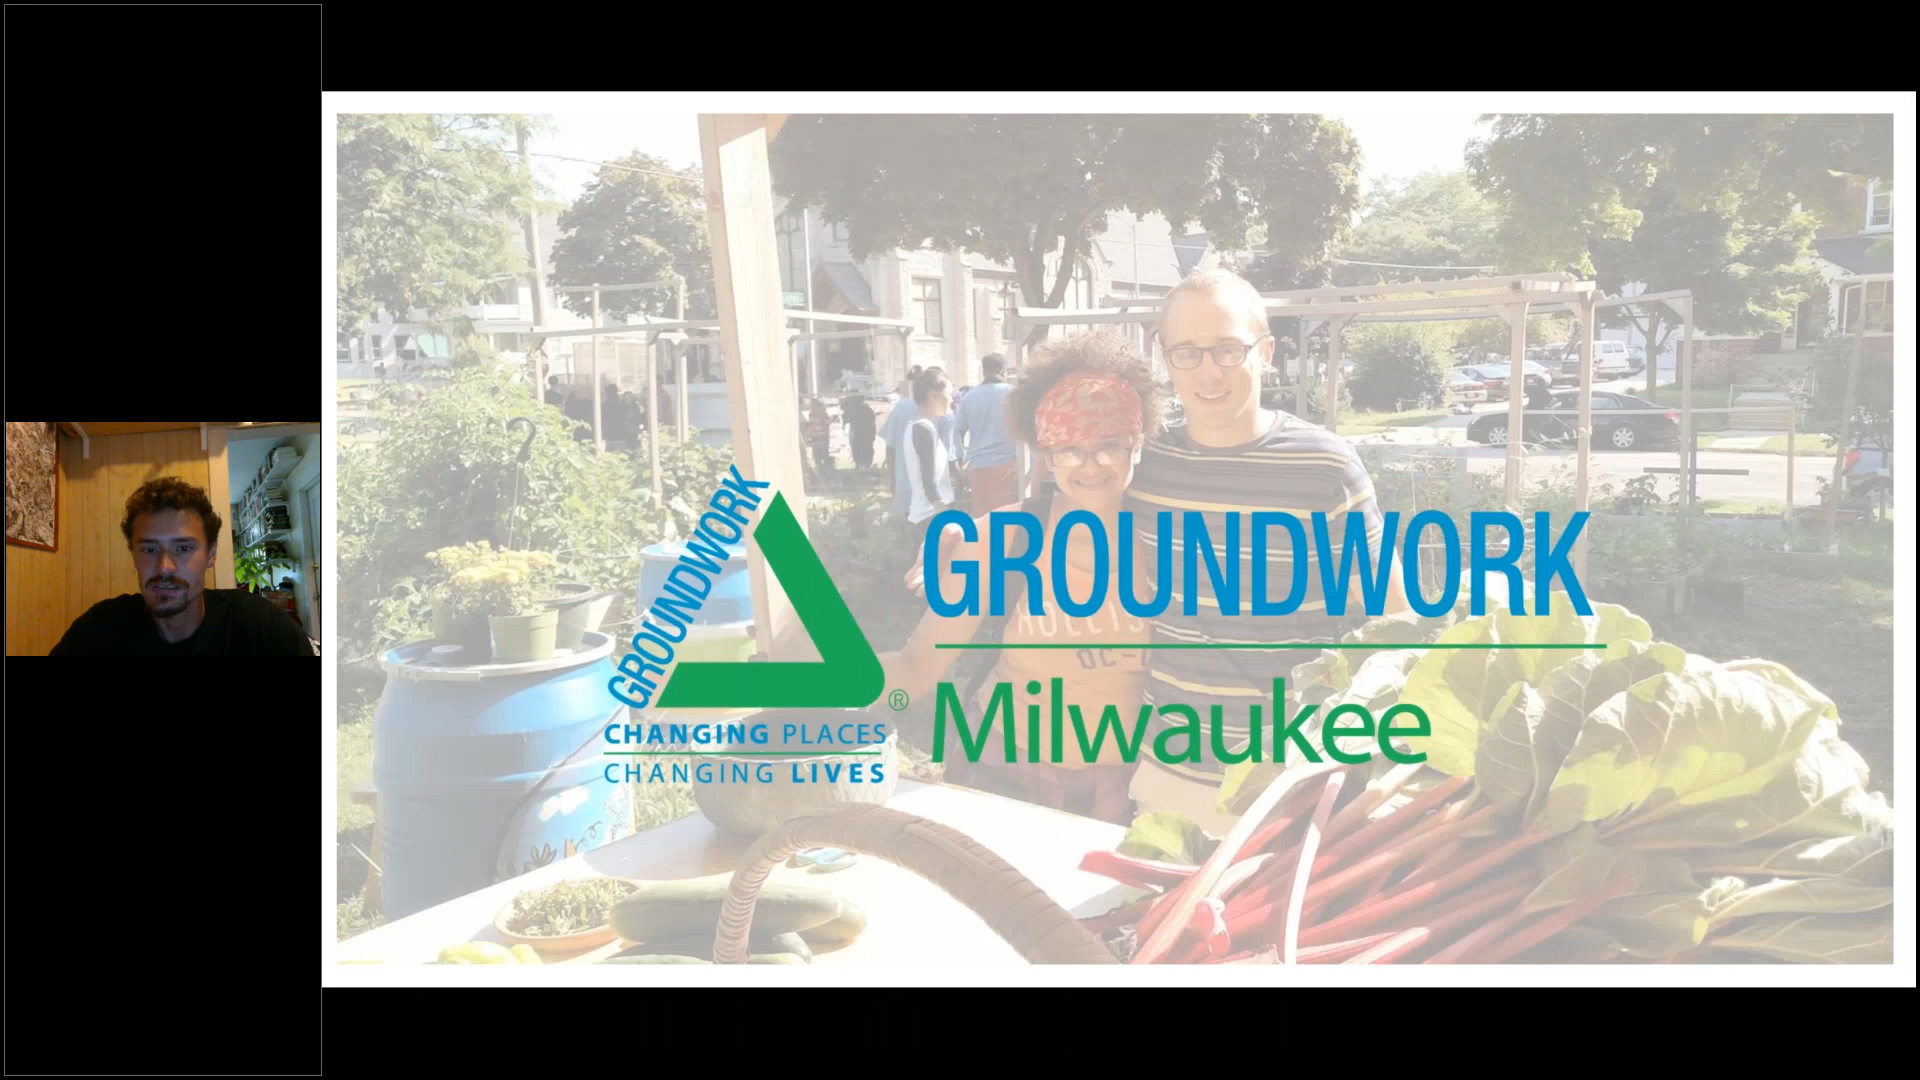 GROUNDWORK
®
CHANGING PLACES
CHANGING LIVES
GROUNDWORK
Milwaukee